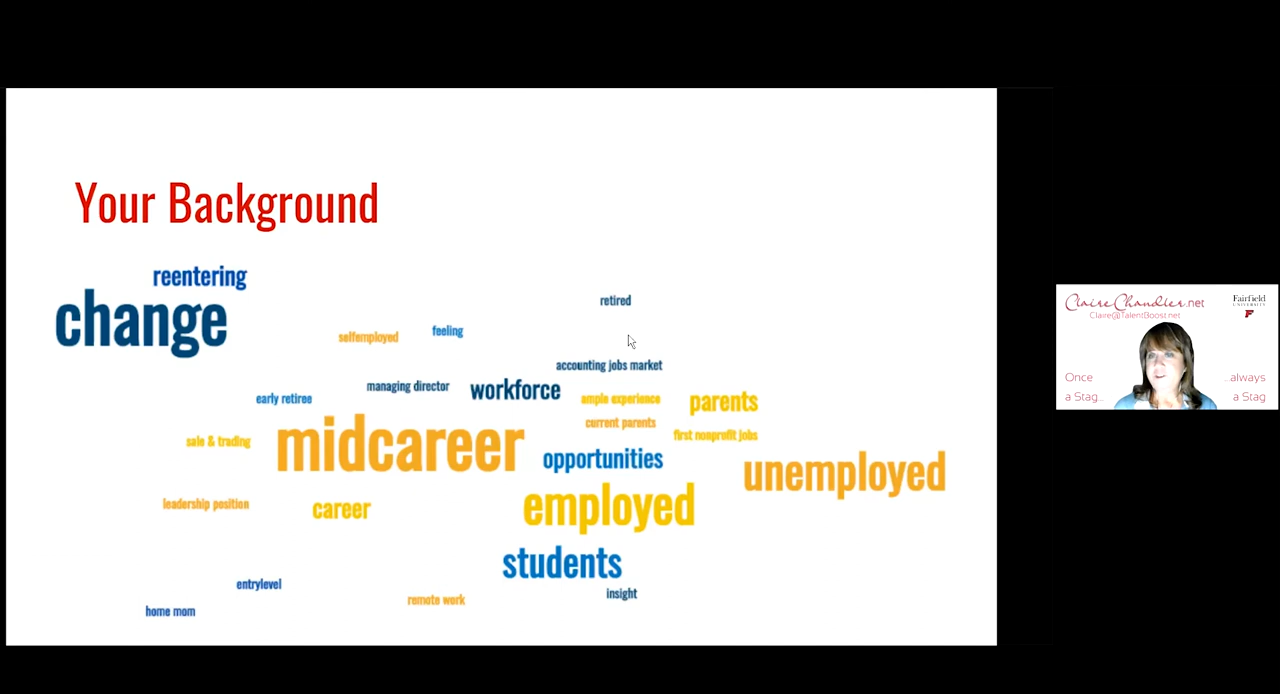 Your Background
reentering
change
retired
selfemployed
feeling
accounting jobs market
managing director
workforce
early retiree
ample experience
parents
current parents
first nonprofit jobs
sale & trading
midcareer
opportunities
unemployed
leadership position
career
employed
students
entrylevel
insight
remote work
home mom
ClaireChandler.net
Claire@TalentBoost.net
Fairfield
UNIVERSITY
F
Once
a Stag...
...always
a Stag